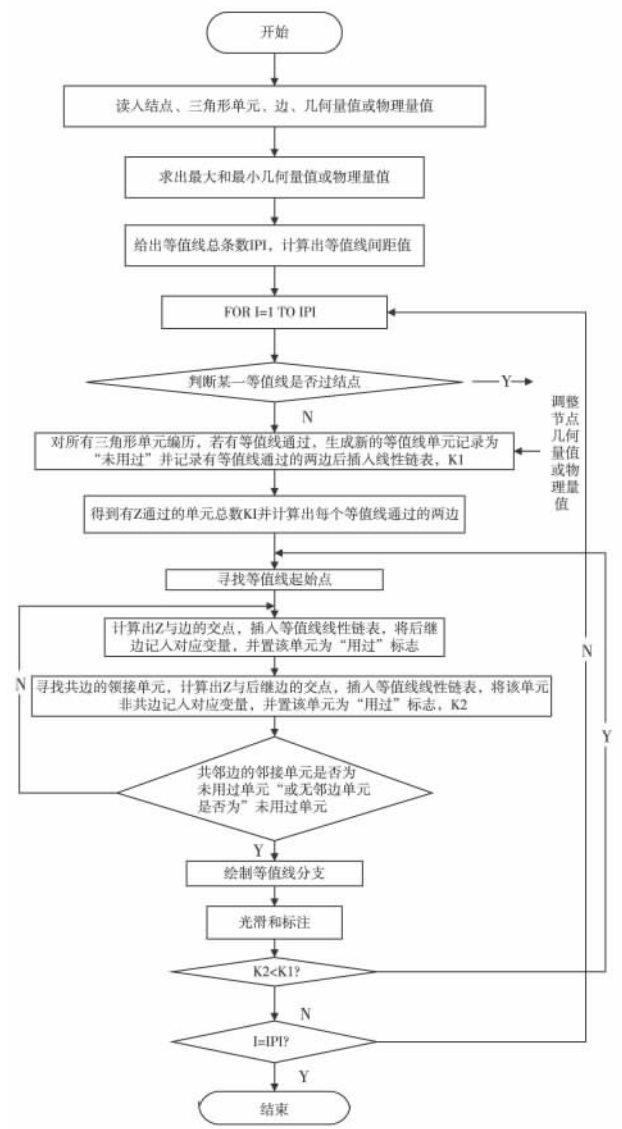 开始
读入结点、三角形单元、边、几何量值或物理量值
求出最大和最小几何量值或物理量值
给出等值线总条数IPI，计算出等值线间距值
FOR I=1 TO IPI
判断某一等值线是否过结点
Y
N
调整
节点
几何
量值
或物
理量
值
对所有三角形单元编历，若有等值线通过，生成新的等值线单元记录为
“未用过”并记录有等值线通过的两边后插入线性链表，K1
得到有Z通过的单元总数KI并计算出每个等值线通过的两边
寻找等值线起始点
计算出Z与边的交点，插入等值线线性链表，将后继
边记入对应变量，并置该单元为“用过”标志
N
N
寻找共边的领接单元，计算出Z与后继边的交点，插入等值线线性链表，将该单元
非共边记入对应变量，并置该单元为“用过”标志，K2
Y
共邻边的邻接单元是否为
未用过单元“或无邻边单元
是否为”未用过单元
Y
绘制等值线分支
光滑和标注
K2<K1?
N
I=IPI?
Y
结束